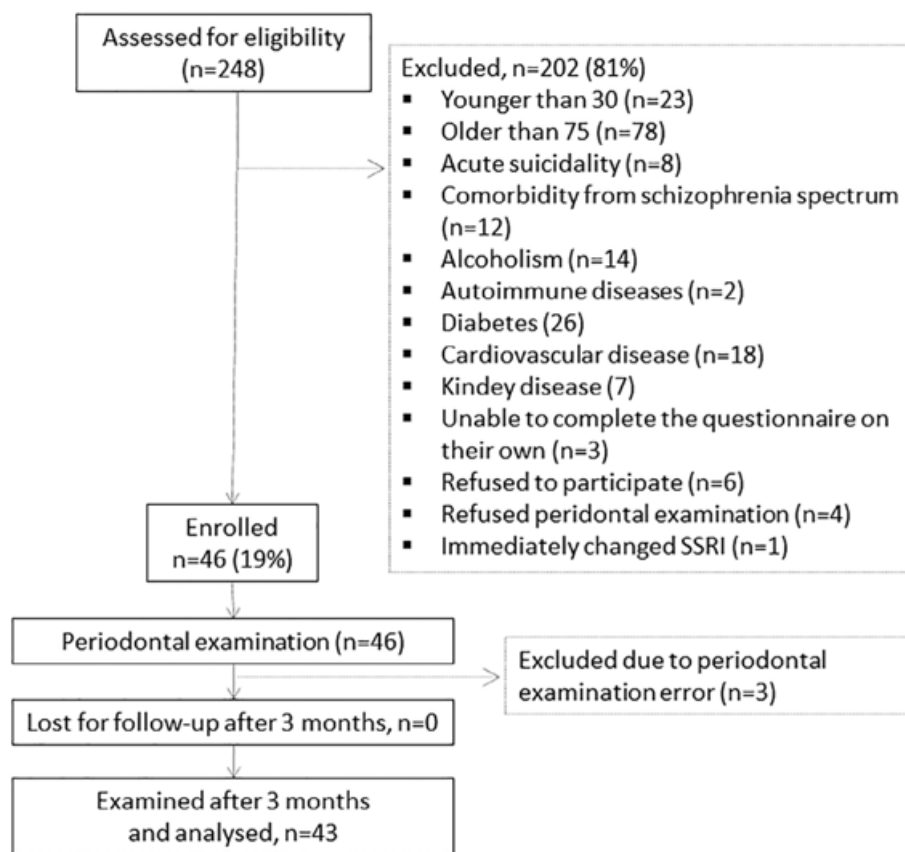 Assessed for eligibility
(n=248)
Excluded, n=202 (81%)
▪ Younger than 30 (n=23)
▪ Older than 75 (n=78)
▪ Acute suicidality (n=8)
▪ Comorbidity from schizophrenia spectrum
(n=12)
▪ Alcoholism (n=14)
▪ Autoimmune diseases (n=2)
▪ Diabetes (26)
▪ Cardiovascular disease (n=18)
▪ Kindey disease (7)
▪ Unable to complete the questionnaire on
their own (n=3)
▪ Refused to participate (n=6)
▪ Refused peridontal examination (n=4)
▪ Immediately changed SSRI (n=1)
Enrolled
n=46 (19%)
Periodontal examination (n=46)
Excluded due to periodontal
examination error (n=3)
Lost for follow-up after 3 months, n=0
Examined after 3 months
and analysed, n=43